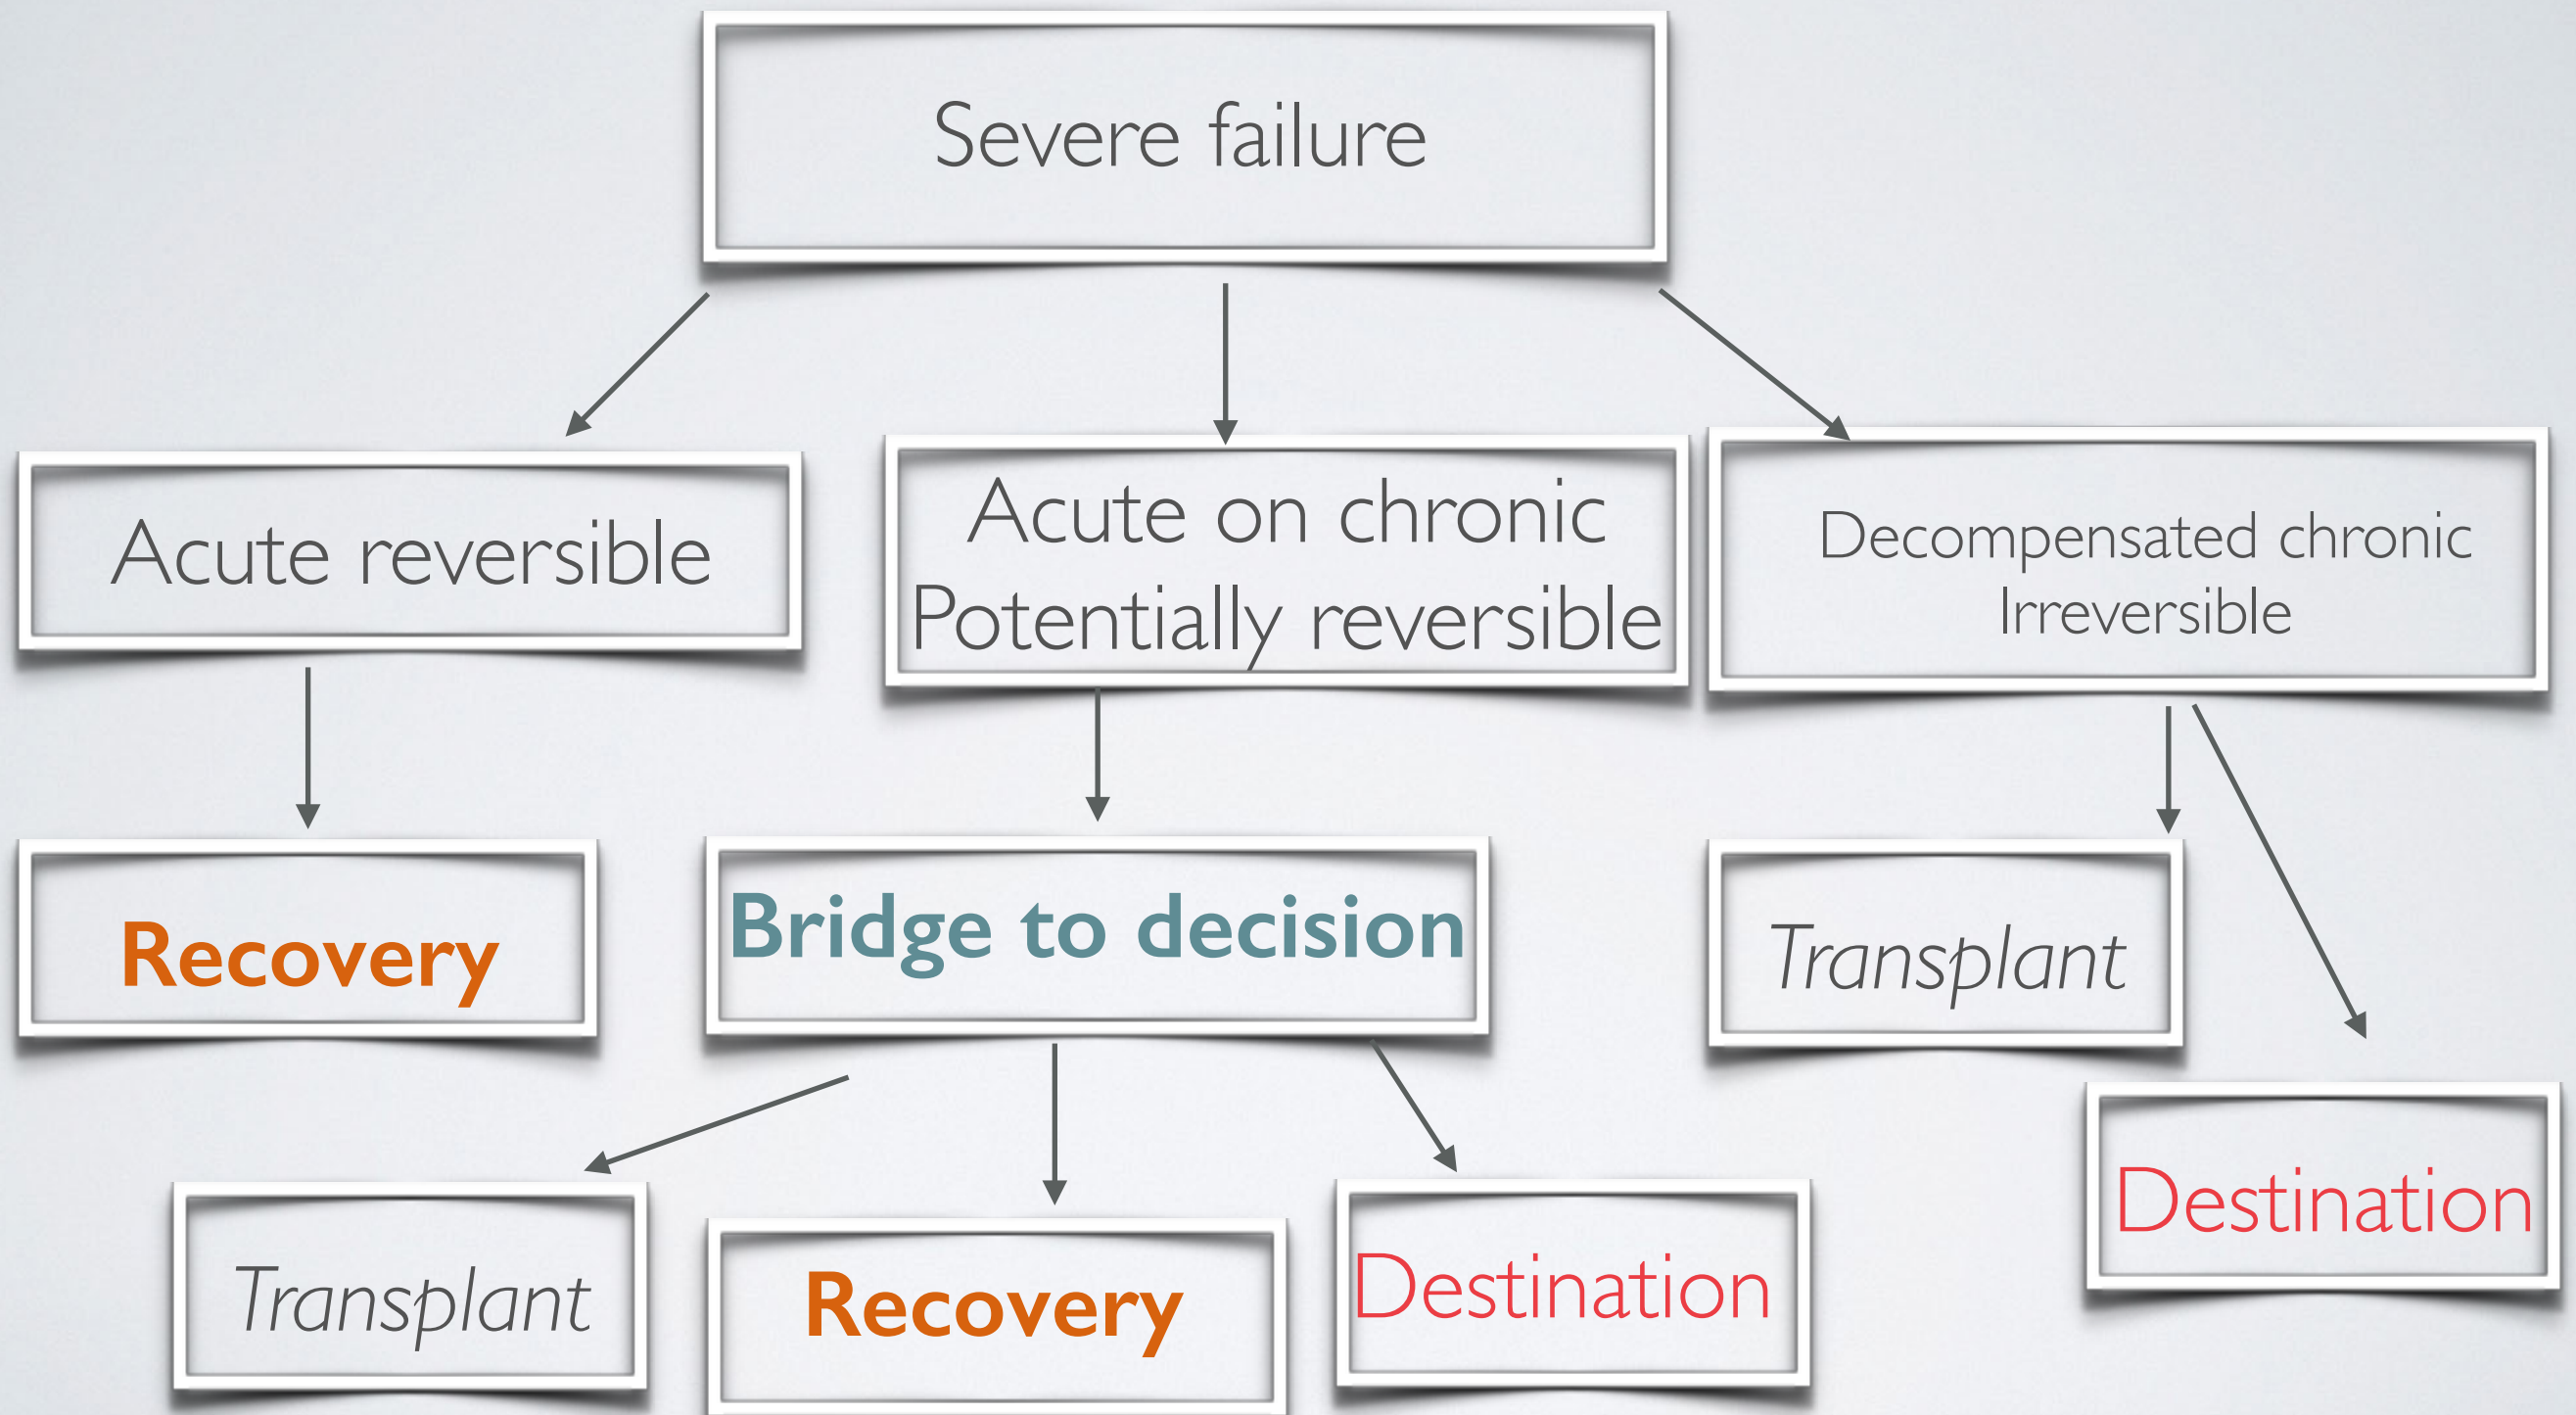 Severe failure
Acute reversible
Acute on chronic
Potentially reversible
Decompensated chronic
Irreversible
Recovery
Bridge to decision
Transplant
Transplant
Recovery
Destination
Destination